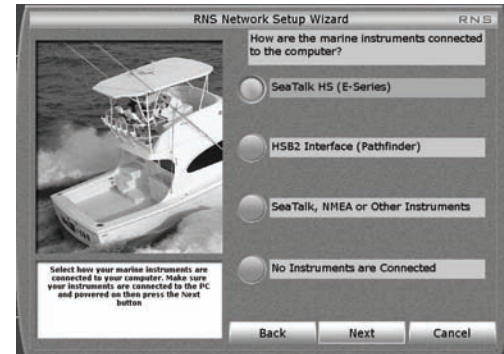 RNS Network Setup Wizard
RNS
How are the marine instruments connected
to the computer?
SeaTalk HS (E-Series)
HSB2 Interface (Pathfinder)
SeaTalk, NMEA or Other Instruments
No Instruments are Connected
Select how your marine instruments are
connected to your computer. Make sure
your instruments are connected to the PC
and powered on then press the Next
button
Back
Next
Cancel